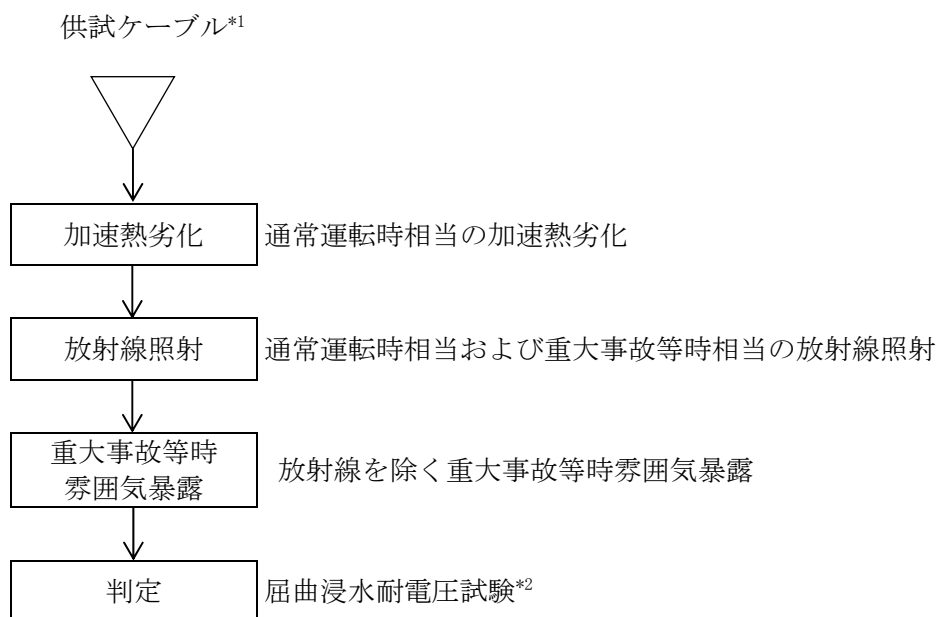 供試ケーブル*1
加速熱劣化 通常運転時相当の加速熱劣化
放射線照射 通常運転時相当および重大事故等時相当の放射線照射
重大事故等時
雰囲気暴露 放射線を除く重大事故等時雰囲気暴露
判定 屈曲浸水耐電圧試験*2